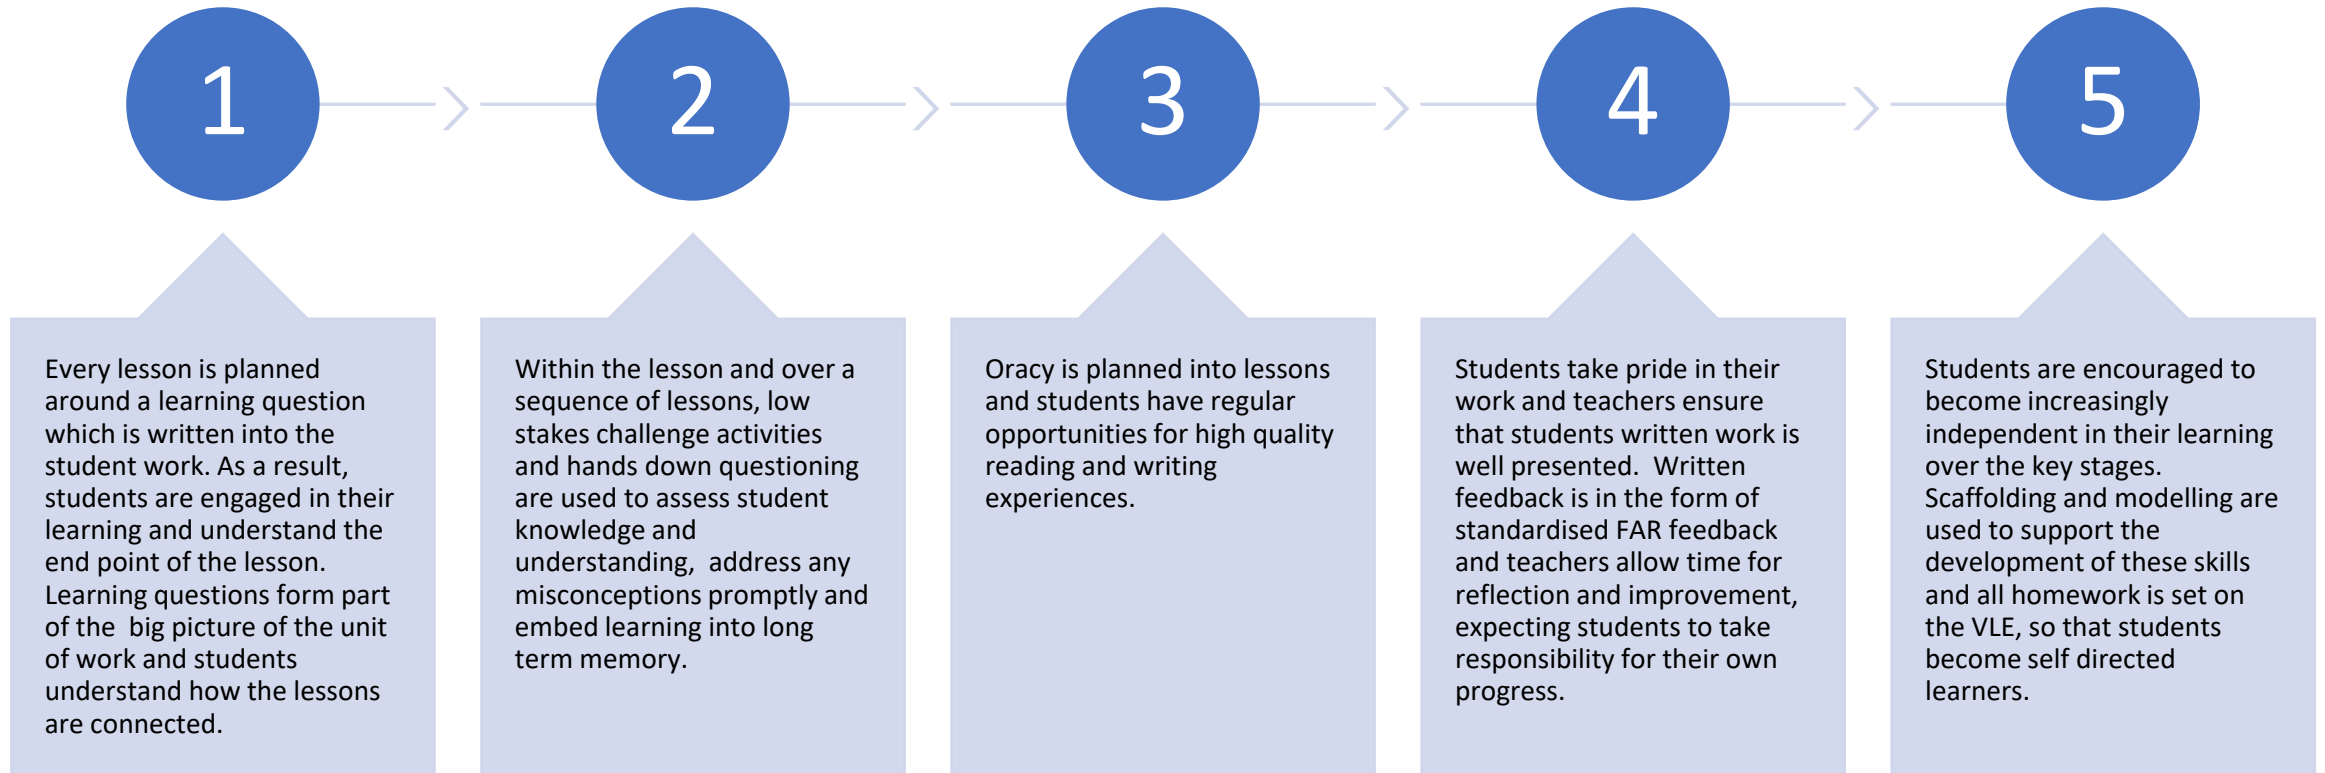 1
2
3
4
5
Every lesson is planned
around a learning question
which is written into the
student work. As a result,
students are engaged in their
learning and understand the
end point of the lesson.
Learning questions form part
of the  big picture of the unit
of work and students
understand how the lessons
are connected.
Within the lesson and over a
sequence of lessons, low
stakes challenge activities
and hands down questioning
are used to assess student
knowledge and
understanding,  address any
misconceptions promptly and
embed learning into long
term memory.
Oracy is planned into lessons
and students have regular
opportunities for high quality
reading and writing
experiences.
Students take pride in their
work and teachers ensure
that students written work is
well presented.  Written
feedback is in the form of
standardised FAR feedback
and teachers allow time for
reflection and improvement,
expecting students to take
responsibility for their own
progress.
Students are encouraged to
become increasingly
independent in their learning
over the key stages.
Scaffolding and modelling are
used to support the
development of these skills
and all homework is set on
the VLE, so that students
become self directed
learners.